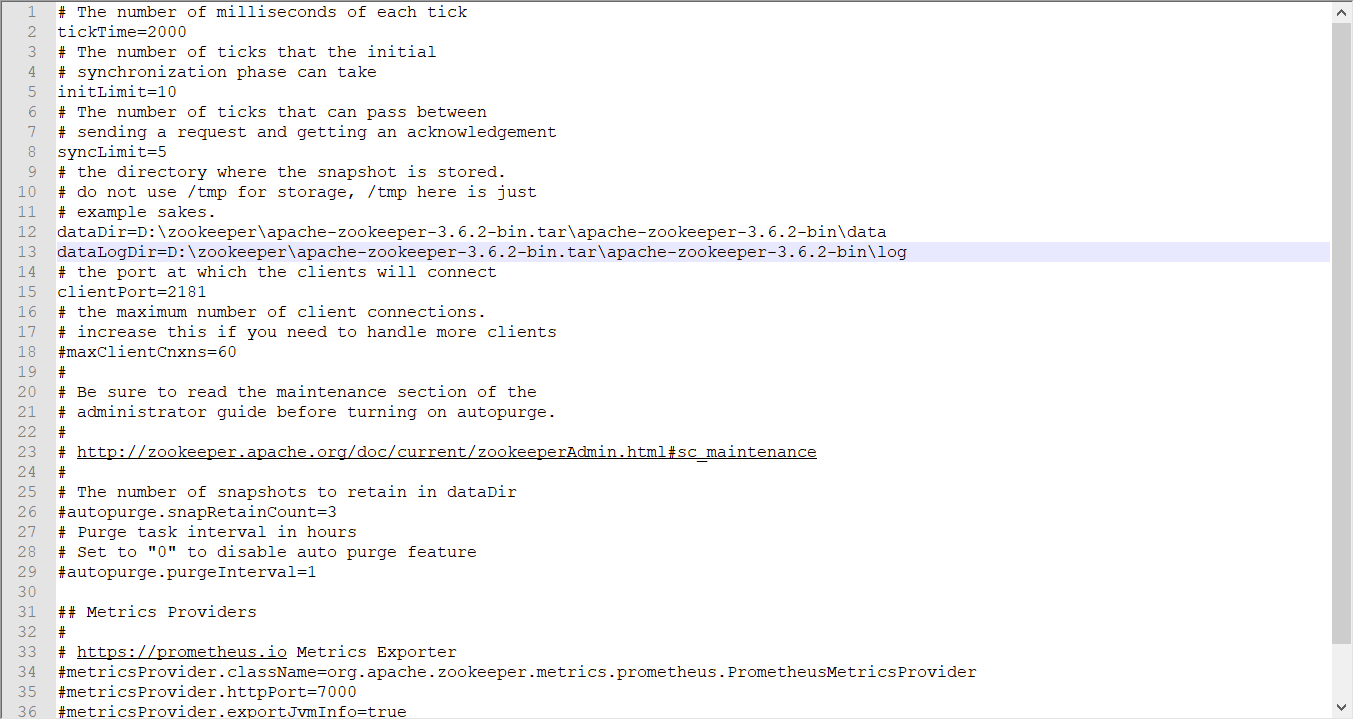 1 # The number of milliseconds of each tick
2 tickTime=2000
3 # The number of ticks that the initial
4 # synchronization phase can take
5 initLimit=10
6 # The number of ticks that can pass between
7 # sending a request and getting an acknowledgement
8 syncLimit=5
9 # the directory where the snapshot is stored.
10 # do not use /tmp for storage, /tmp here is just
11 # example sakes.
12 dataDir=D:\zookeeper\apache-zookeeper-3.6.2-bin.tar\apache-zookeeper-3.6.2-bin\data
13 dataLogDir=D:\zookeeper\apache-zookeeper-3.6.2-bin.tar\apache-zookeeper-3.6.2-bin\log
14 # the port at which the clients will connect
15 clientPort=2181
16 # the maximum number of client connections.
17 # increase this if you need to handle more clients
18 #maxClientCnxns=60
19 #
20 # Be sure to read the maintenance section of the
21 # administrator guide before turning on autopurge.
22 #
23 # http://zookeeper.apache.org/doc/current/zookeeperAdmin.html#sc_maintenance
24 #
25 # The number of snapshots to retain in dataDir
26 #autopurge.snapRetainCount=3
27 # Purge task interval in hours
28 # Set to "0" to disable auto purge feature
29 #autopurge.purgeInterval=1
30
31 ## Metrics Providers
32 #
33 # https://prometheus.io Metrics Exporter
34 #metricsProvider.className=org.apache.zookeeper.metrics.prometheus.PrometheusMetricsProvider
35 #metricsProvider.httpPort=7000
36 #metricsProvider.exportJvmInfo=true